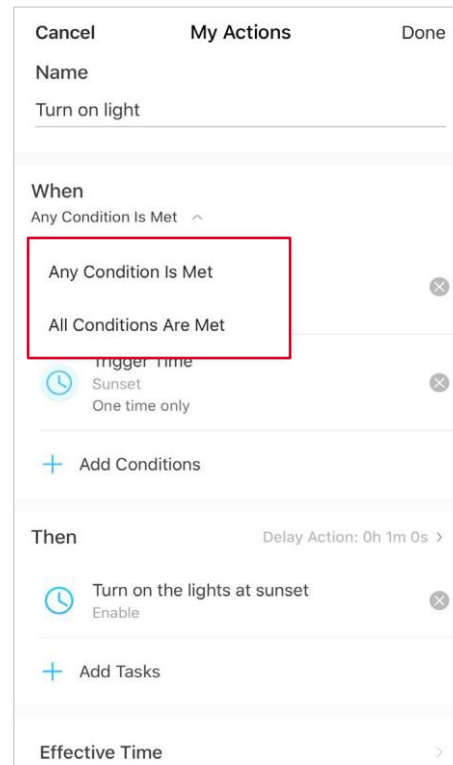 Cancel My Actions Done
Name
Turn on light
When
Any Condition Is Met
Any Condition Is Met
All Conditions Are Met
Trigger Time
Sunset
One time only
Add Conditions
Then Delay Action: 0h 1m 0s >
Turn on the lights at sunset
Enable
Add Tasks
Effective Time